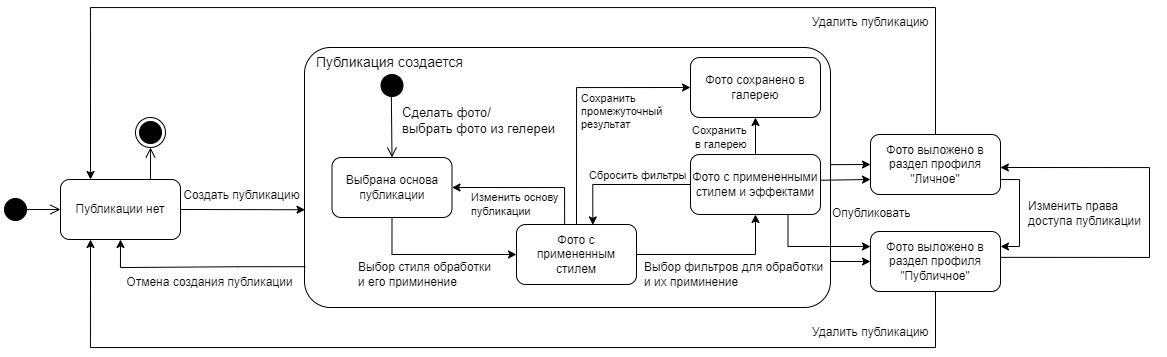 Удалить публикацию
Публикация создается
Сделать фото/
выбрать фото из гелереи
Фото сохранено в
галерею
Сохранить
промежуточный
результат
Сохранить
в галерею
Фото выложено в
раздел профиля
"Личное"
Публикации нет
Создать публикацию
Выбрана основа
публикации
Изменить основу
публикации
Сбросить фильтры
Фото с примененными
стилем и эффектами
Опубликовать
Изменить права
доступа публикации
Фото с
примененным
стилем
Фото выложено в
раздел профиля
"Публичное"
Отмена создания публикации
Выбор стиля обработки
и его приминение
Выбор фильтров для обработки
и их приминение
Удалить публикацию